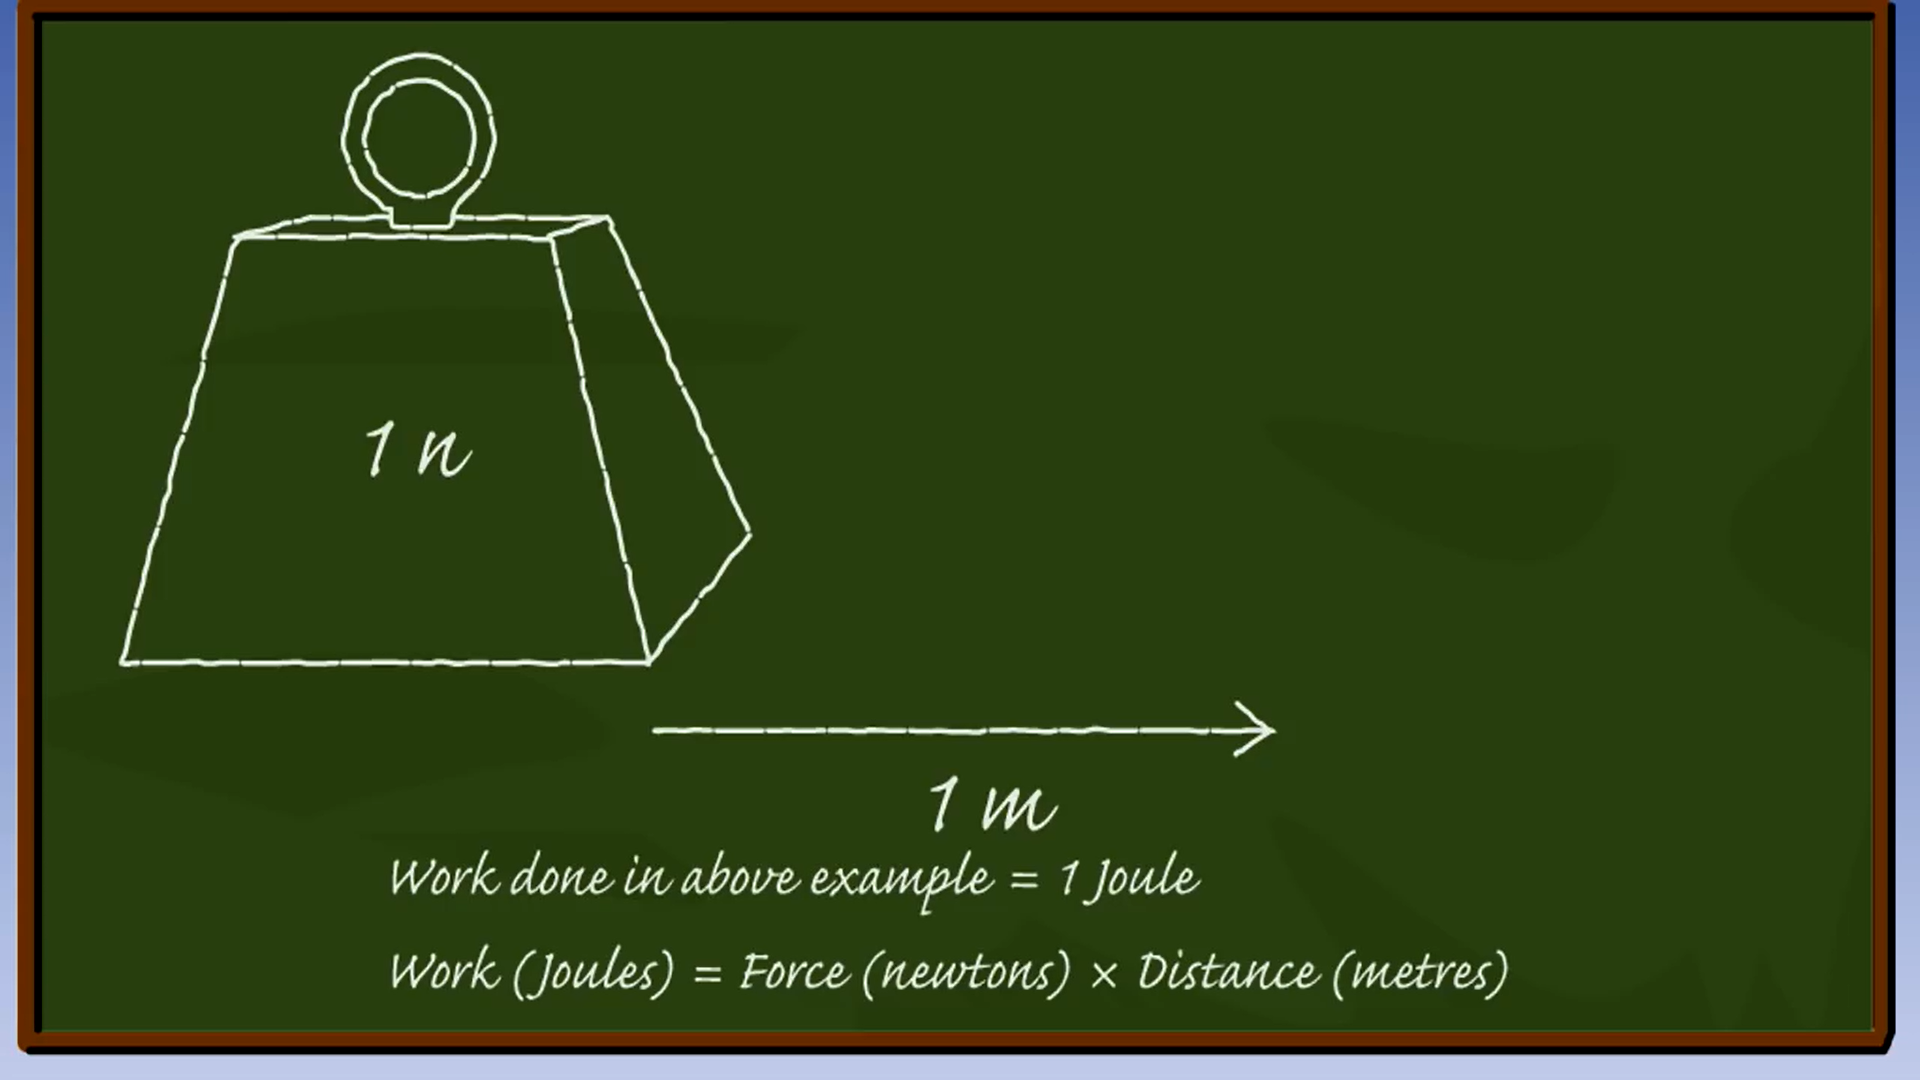 1 n
1 m
Work done in above example = 1 Joule
Work (Joules) = Force (newtons) × Distance (metres)